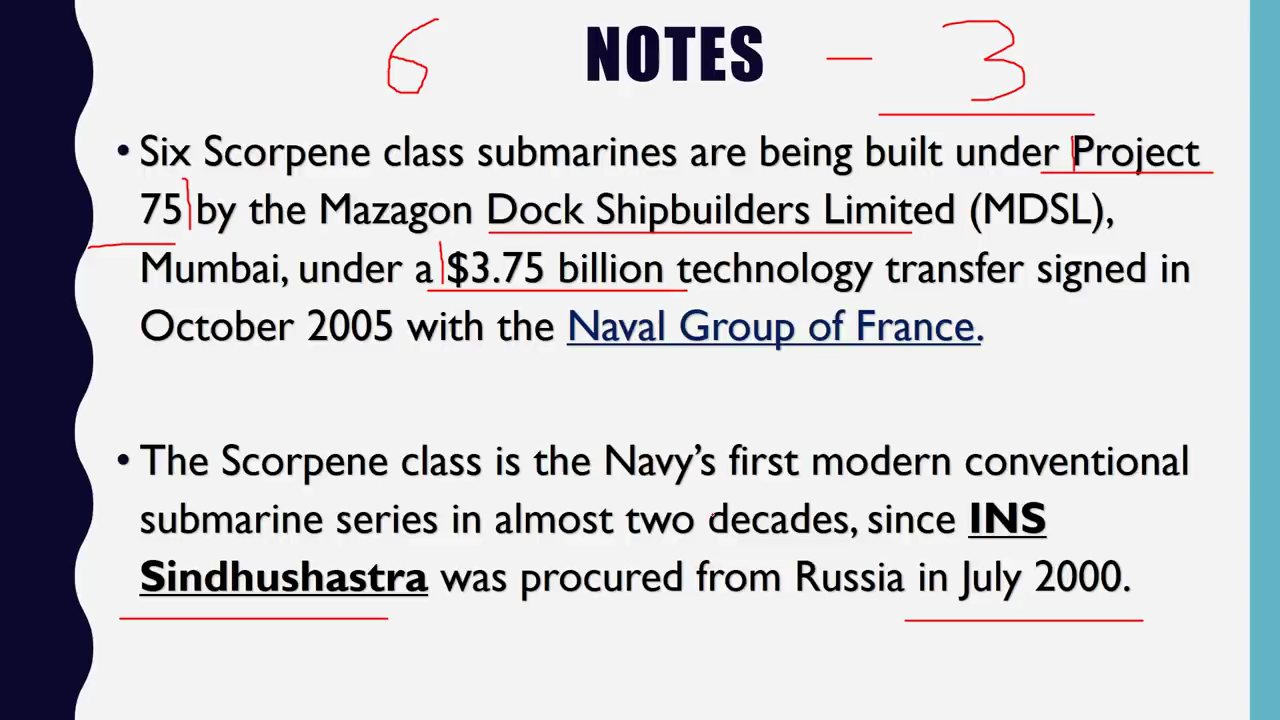 6 NOTES - 3
• Six Scorpene class submarines are being built under Project
75 by the Mazagon Dock Shipbuilders Limited (MDSL),
Mumbai, under a $3.75 billion technology transfer signed in
October 2005 with the Naval Group of France.
• The Scorpene class is the Navy's first modern conventional
submarine series in almost two decades, since INS
Sindhushastra was procured from Russia in July 2000.